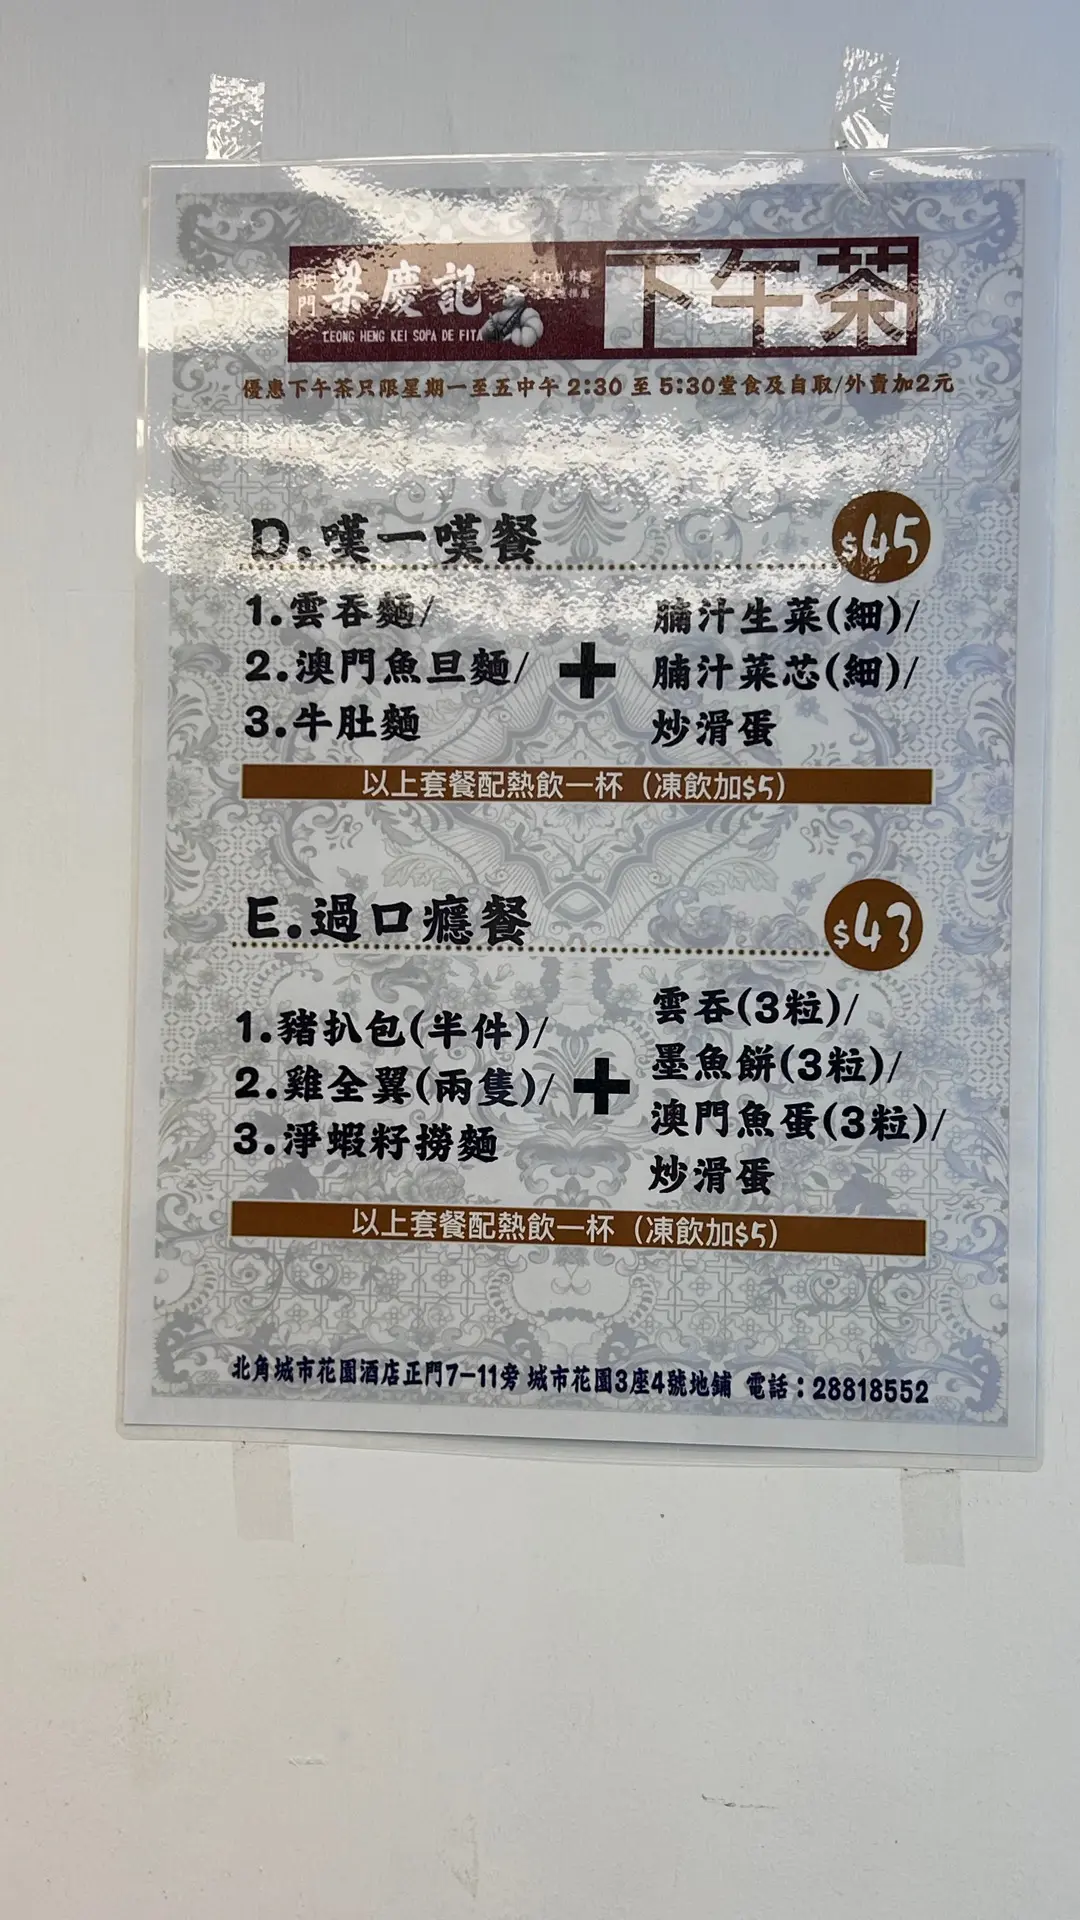 澳門
梁慶記
LEONG HENG KEI SOPA DE FITA
下午茶
優惠下午茶只限星期一至五中午 2:30 至 5:30堂食及自取/外賣加2元
D.嘆一嘆餐
$45
1.雲吞麵/
2.澳門魚旦麵/
3.牛肚麵
+
腩汁生菜(細)/
腩汁菜芯(細)/
炒滑蛋
以上套餐配熱飲一杯（凍飲加$5）
E.過口癮餐
$43
1.豬扒包(半件)/
2.雞全翼(兩隻)/
3.淨蝦籽撈麵
+
雲吞(3粒)/
墨魚餅(3粒)/
澳門魚蛋(3粒)/
炒滑蛋
以上套餐配熱飲一杯（凍飲加$5）
北角城市花園酒店正門7-11旁 城市花園3座4號地鋪 電話：28818552